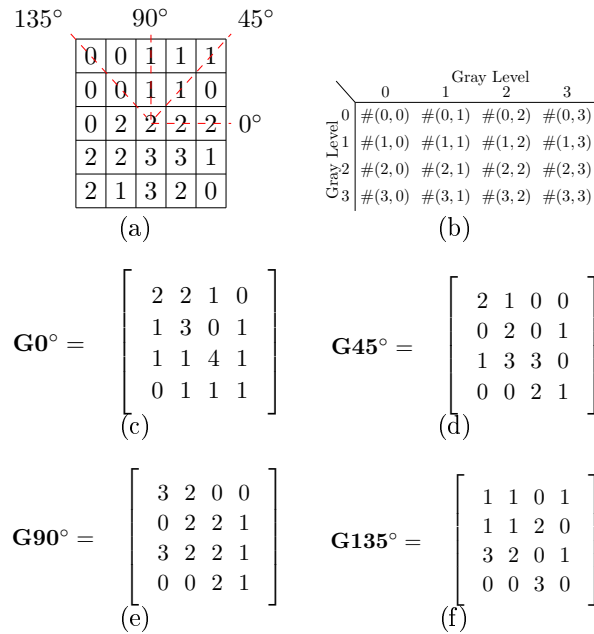 135° 90° 45°
0 0 1 1 1
0 0 1 1 0
0 2 2 2 2 0°
2 2 3 3 1
2 1 3 2 0
(a)
Gray Level
0 1 2 3
Gray Level
0 #(0, 0) #(0, 1) #(0, 2) #(0, 3)
1 #(1, 0) #(1, 1) #(1, 2) #(1, 3)
2 #(2, 0) #(2, 1) #(2, 2) #(2, 3)
3 #(3, 0) #(3, 1) #(3, 2) #(3, 3)
(b)
G0° =
2 2 1 0
1 3 0 1
1 1 4 1
0 1 1 1
(c)
G45° =
2 1 0 0
0 2 0 1
1 3 3 0
0 0 2 1
(d)
G90° =
3 2 0 0
0 2 2 1
3 2 2 1
0 0 2 1
(e)
G135° =
1 1 0 1
1 1 2 0
3 2 0 1
0 0 3 0
(f)